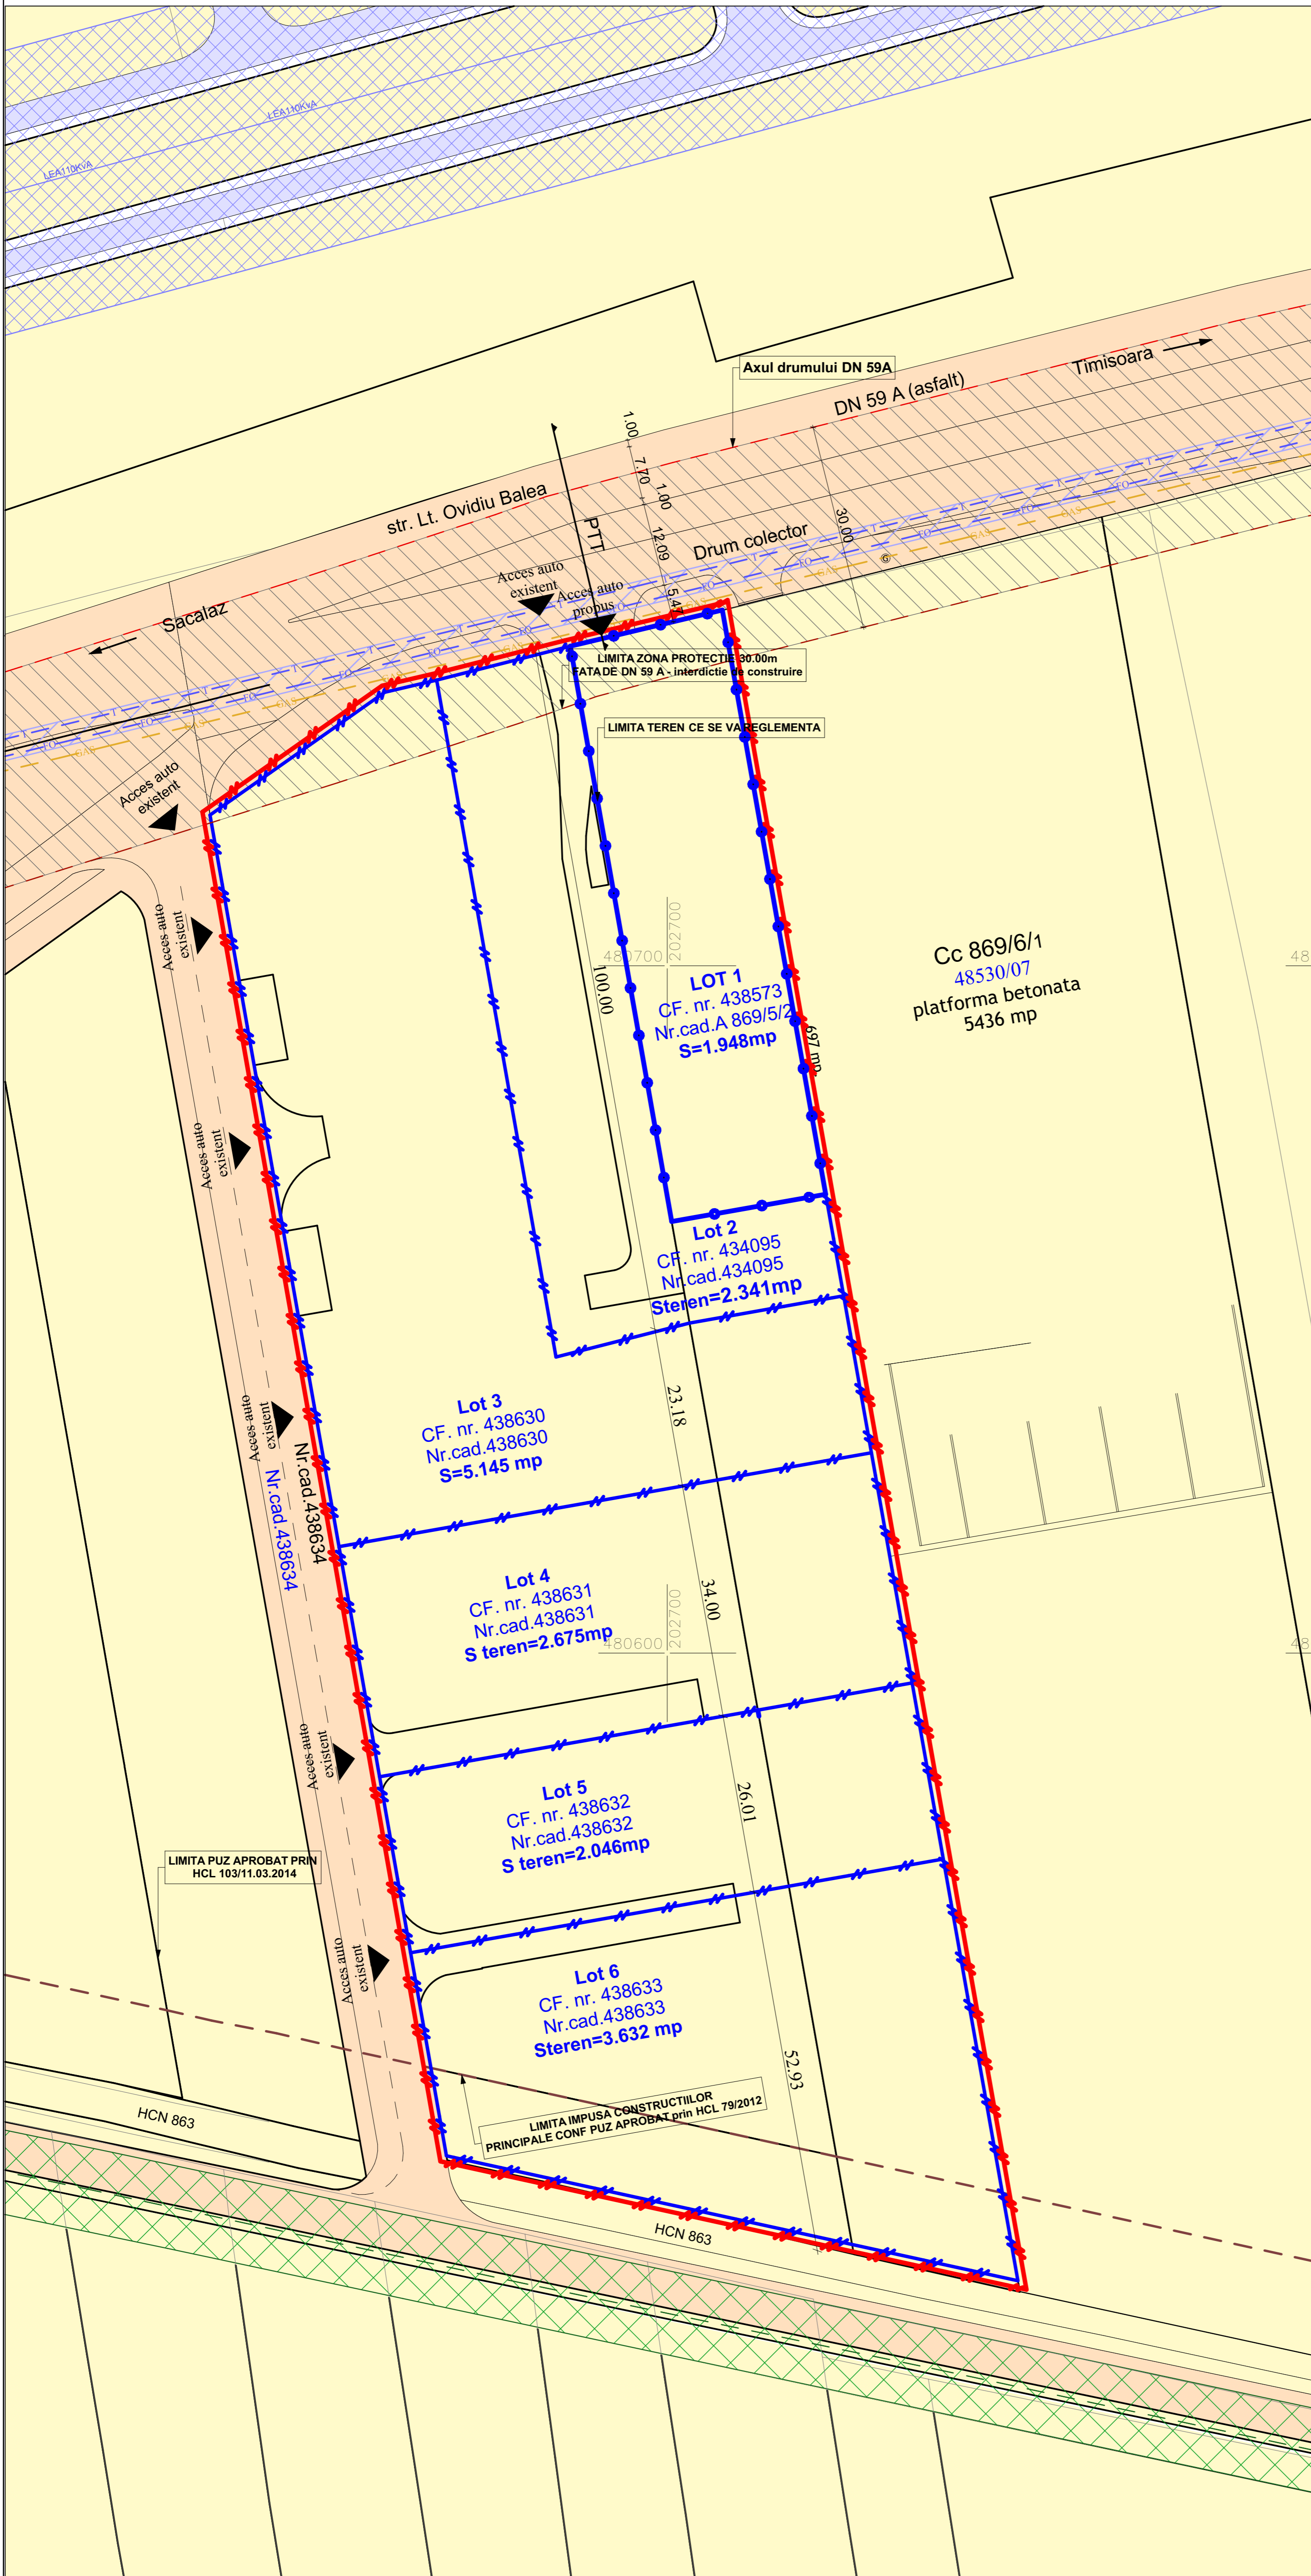 LEA110KvA
LEA110KvA
Axul drumului DN 59A
Timisoara
DN 59 A (asfalt)
str. Lt. Ovidiu Balea
1.00
7.70
1.00
12.09
5.47
30.00
PTT
Drum colector
G
Sacalaz
Acces auto
existent
Acces auto
propus
T
FO
GAS
LIMITA ZONA PROTECTIE 30.00m
FATA DE DN 59 A - interdictie de construire
LIMITA TEREN CE SE VA REGLEMENTA
Acces auto
existent
Acces auto
existent
480700
202700
100.00
LOT 1
CF. nr. 438573
Nr.cad.A 869/5/2
S=1.948mp
697 mp
Cc 869/6/1
48530/07
platforma betonata
5436 mp
48
Acces auto
existent
Lot 2
CF. nr. 434095
Nr.cad.434095
Steren=2.341mp
23.18
Lot 3
CF. nr. 438630
Nr.cad.438630
S=5.145 mp
Acces auto
existent
Nr.cad.438634
Nr.cad.438634
Lot 4
CF. nr. 438631
Nr.cad.438631
S teren=2.675mp
34.00
480600
202700
48
Acces auto
existent
Lot 5
CF. nr. 438632
Nr.cad.438632
S teren=2.046mp
26.01
LIMITA PUZ APROBAT PRIN
HCL 103/11.03.2014
Acces auto
existent
Lot 6
CF. nr. 438633
Nr.cad.438633
Steren=3.632 mp
52.93
LIMITA IMPUSA CONSTRUCTIILOR
PRINCIPALE CONF PUZ APROBAT prin HCL 79/2012
HCN 863
HCN 863